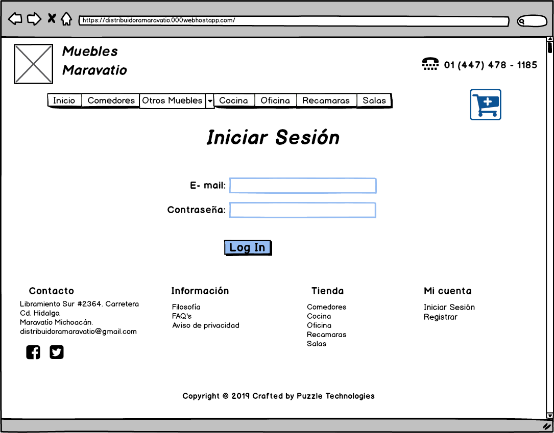 https://distribuidoramaravatio.000webhostapp.com/
Muebles
Maravatio
01 (447) 478 - 1185
Inicio Comedores Otros Muebles Cocina Oficina Recamaras Salas
Iniciar Sesión
E- mail:
Contraseña:
Log In
Contacto
Libramiento Sur #2364. Carretera
Cd. Hidalgo
Maravatío Michoacán.
distribuidoramaravatio@gmail.com
Información
Filosofía
FAQ's
Aviso de privacidad
Tienda
Comedores
Cocina
Oficina
Recamaras
Salas
Mi cuenta
Iniciar Sesión
Registrar
Copyright © 2019 Crafted by Puzzle Technologies